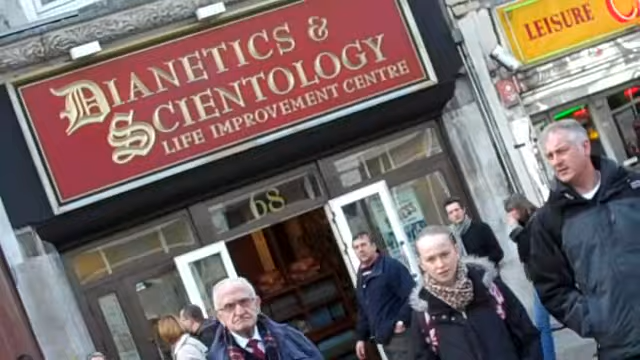 DIANETICS &
SCIENTOLOGY
LIFE IMPROVEMENT CENTRE
LEISURE
68